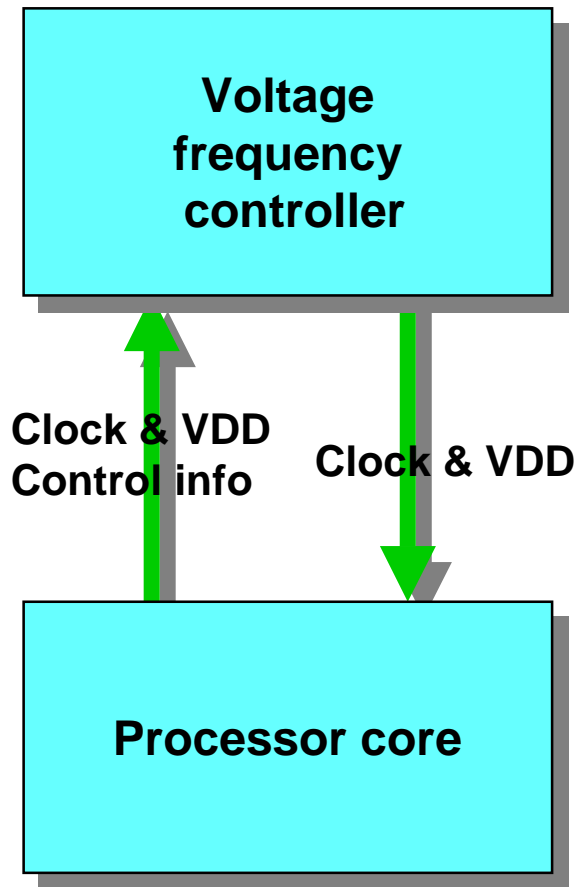 Voltage
frequency
controller
Clock & VDD
Control info
Clock & VDD
Processor core